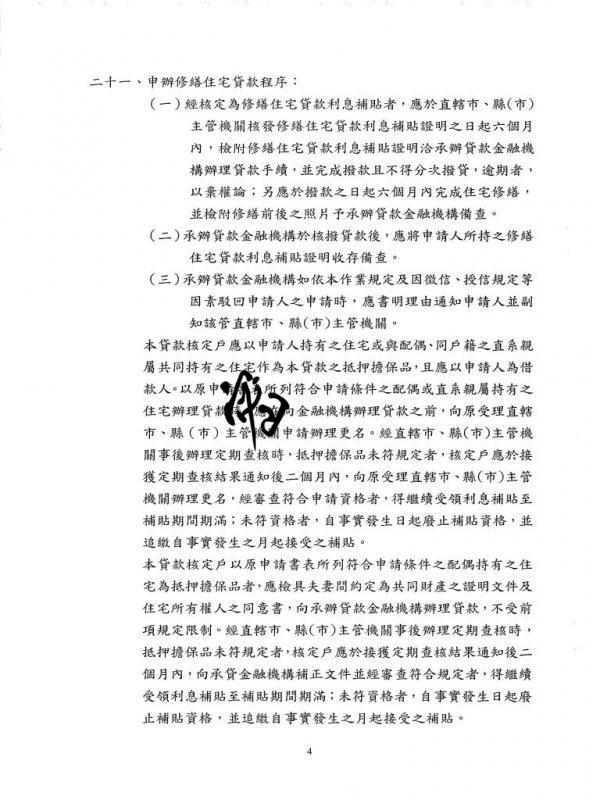 二十一、申辦修繕住宅貸款程序：
(一)經核定為修繕住宅貸款利息補貼者，應於直轄市、縣(市)
主管機關核發修繕住宅貸款利息補貼證明之日起六個月
內，檢附修繕住宅貸款利息補貼證明洽承辦貸款金融機
構辦理貸款手續，並完成撥款且不得分次撥貸，逾期者，
以棄權論；另應於撥款之日起六個月內完成住宅修繕，
並檢附修繕前後之照片予承辦貸款金融機構備查。
(二)承辦貸款金融機構於核撥貸款後，應將申請人所持之修繕
住宅貸款利息補貼證明收存備查。
(三)承辦貸款金融機構如依本作業規定及因徵信、授信規定等
因素駁回申請人之申請時，應書明理由通知申請人並副
知該管直轄市、縣(市)主管機關。
本貸款核定戶應以申請人持有之住宅或與配偶、同戶籍之直系親
屬共同持有之住宅作為本貸款之抵押擔保品，且應以申請人為借
款人。以原申請書表所列符合申請條件之配偶或直系親屬持有之
住宅辦理貸款 應在向金融機構辦理貸款之前，向原受理直轄
市、縣（市）主管機關申請辦理更名。經直轄市、縣(市)主管機
關事後辦理定期查核時，抵押擔保品未符規定者，核定戶應於接
獲定期查核結果通知後二個月內，向原受理直轄市、縣(市)主管
機關辦理更名，經審查符合申請資格者，得繼續受領利息補貼至
補貼期間期滿；未符資格者，自事實發生日起廢止補貼資格，並
追繳自事實發生之月起接受之補貼。
本貸款核定戶以原申請書表所列符合申請條件之配偶持有之住
宅為抵押擔保品者，應檢具夫妻間約定為共同財產之證明文件及
住宅所有權人之同意書，向承辦貸款金融機構辦理貸款，不受前
項規定限制。經直轄市、縣(市)主管機關事後辦理定期查核時，
抵押擔保品未符規定者，核定戶應於接獲定期查核結果通知後二
個月內，向承貸金融機構補正文件並經審查符合規定者，得繼續
受領利息補貼至補貼期間期滿；未符資格者，自事實發生日起廢
止補貼資格，並追繳自事實發生之月起接受之補貼。
4